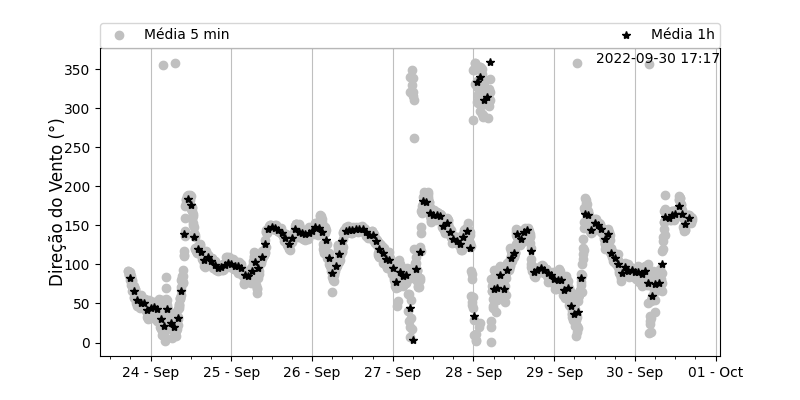 Média 5 min
Média 1h
2022-09-30 17:17
Direção do Vento (°)
350
300
250
200
150
100
50
0
24 - Sep
25 - Sep
26 - Sep
27 - Sep
28 - Sep
29 - Sep
30 - Sep
01 - Oct